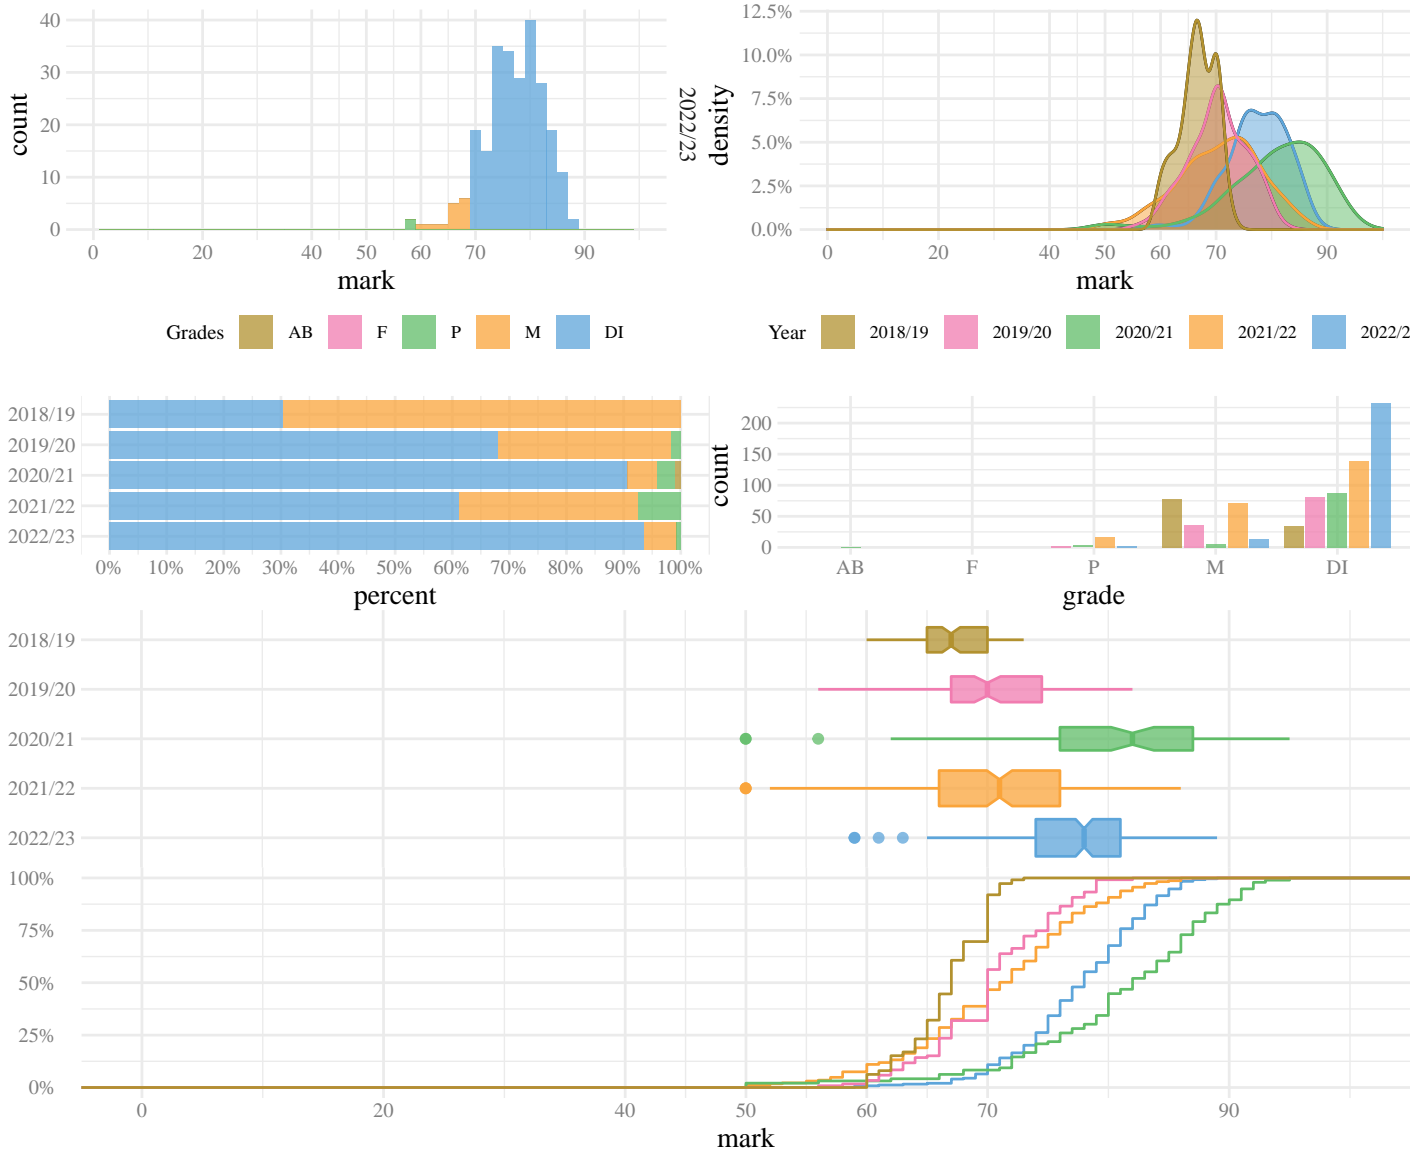 40
30
20
10
0
count
0 20 40 50 60 70 90
mark
2022/23
12.5%
10.0%
7.5%
5.0%
2.5%
0.0%
density
0 20 40 50 60 70 90
mark
Grades AB F P M DI
Year 2018/19 2019/20 2020/21 2021/22 2022/2
2018/19
2019/20
2020/21
2021/22
2022/23
0% 10% 20% 30% 40% 50% 60% 70% 80% 90% 100%
percent
200
150
100
50
0
count
AB F P M DI
grade
2018/19
2019/20
2020/21
2021/22
2022/23
100%
75%
50%
25%
0%
0 20 40 50 60 70 90
mark